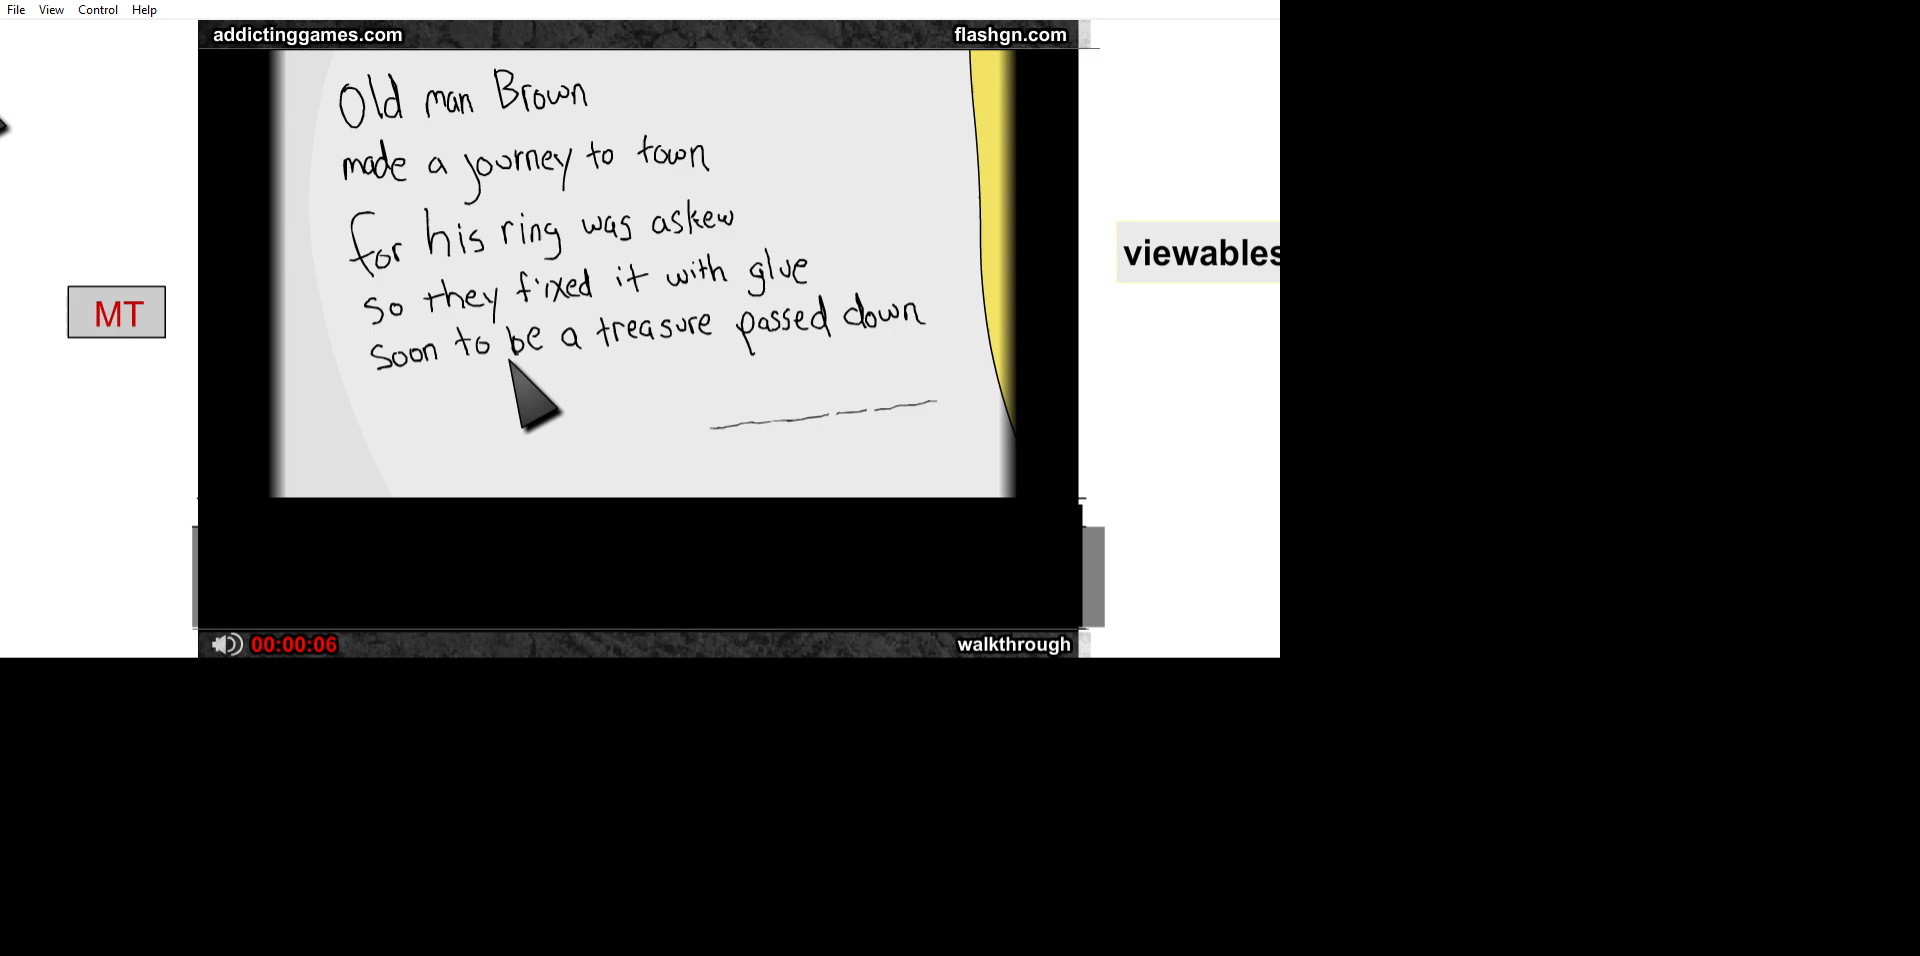 File View Control Help
addictinggames.com flashgn.com
Old man Brown
made a journey to town
for his ring was askew
so they fixed it with glue
soon to be a treasure passed down
MT
viewables
00:00:06 walkthrough